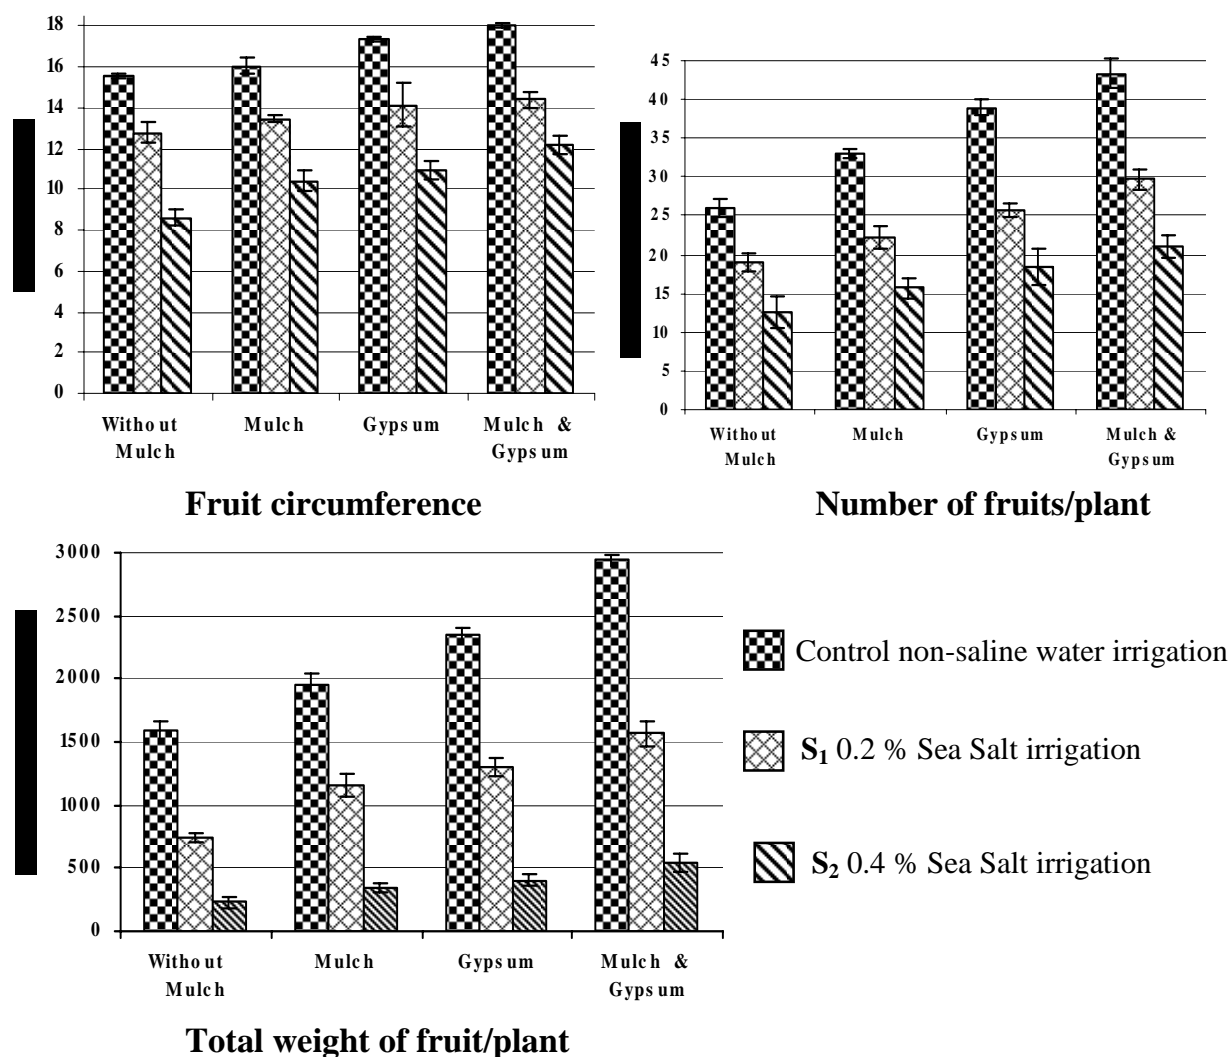 18
16
14
12
10
8
6
4
2
0
Without Mulch Gypsum Mulch &
Mulch Gypsum
Fruit circumference
45
40
35
30
25
20
15
10
5
0
Without Mulch Gypsum Mulch &
Mulch Gypsum
Number of fruits/plant
3000
2500
2000
1500
1000
500
0
Without Mulch Gypsum Mulch &
Mulch Gypsum
Total weight of fruit/plant
Control non-saline water irrigation
S1 0.2 % Sea Salt irrigation
S2 0.4 % Sea Salt irrigation